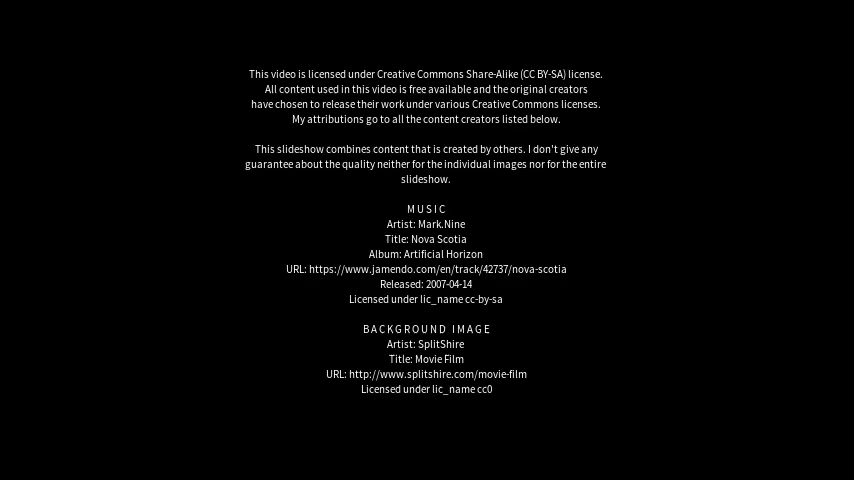 This video is licensed under Creative Commons Share-Alike (CC BY-SA) license.
All content used in this video is free available and the original creators
have chosen to release their work under various Creative Commons licenses.
My attributions go to all the content creators listed below.
This slideshow combines content that is created by others. I don't give any
guarantee about the quality neither for the individual images nor for the entire
slideshow.
MUSIC
Artist: Mark.Nine
Title: Nova Scotia
Album: Artificial Horizon
URL: https://www.jamendo.com/en/track/42737/nova-scotia
Released: 2007-04-14
Licensed under lic_name cc-by-sa
BACKGROUND IMAGE
Artist: SplitShire
Title: Movie Film
URL: http://www.splitshire.com/movie-film
Licensed under lic_name cc0